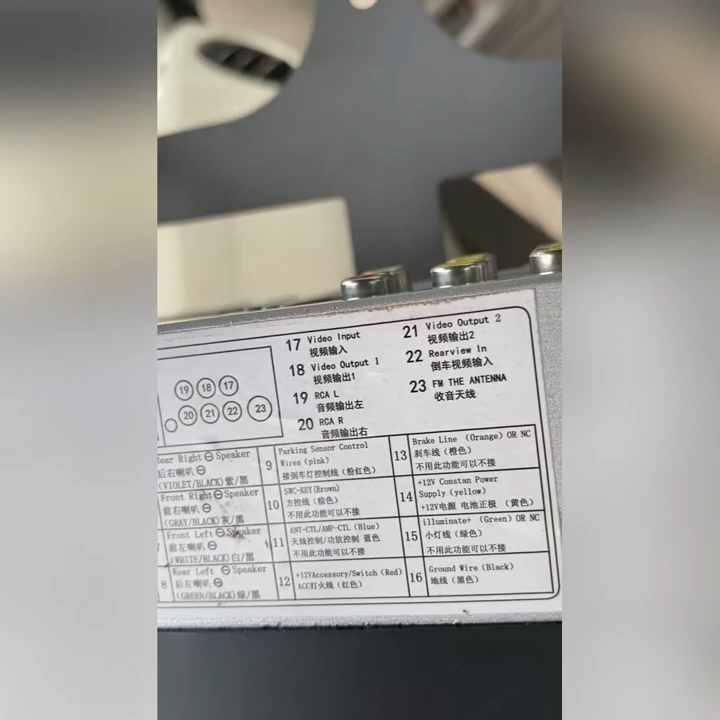 17 Video Input
视频输入
18 Video Output 1
视频输出1
19 RCA L
音频输出左
20 RCA R
音频输出右
21 Video Output 2
视频输出2
22 Rearview In
倒车视频输入
23 FM THE ANTENNA
收音天线
19 18 17
20 21 22 23
Rear Right ⊖ Speaker
后右喇叭 ⊖
(VIOLET/BLACK)紫/黑
Front Right ⊖ Speaker
前右喇叭 ⊖
(GRAY/BLACK)灰/黑
Front Left ⊖ Speaker
前左喇叭 ⊖
(WHITE/BLACK)白/黑
8 Rear Left ⊖ Speaker
后左喇叭 ⊖
(GREEN/BLACK)绿/黑
9 Parking Sensor Control
Wires (pink)
接倒车灯控制线 (粉红色)
10 SWC-KEY(Brown)
方控线 (棕色)
不用此功能可以不接
11 ANT-CTL/AMP-CTL (Blue)
天线控制/功放控制 蓝色
不用此功能可以不接
12 +12VAccessory/Switch (Red)
ACC打火线 (红色)
13 Brake Line (Orange) OR NC
刹车线 (橙色)
不用此功能可以不接
14 +12V Constan Power
Supply (yellow)
+12V电源 电池正极 (黄色)
15 illuminate+ (Green) OR NC
小灯线 (绿色)
不用此功能可以不接
16 Ground Wire (Black)
地线 (黑色)